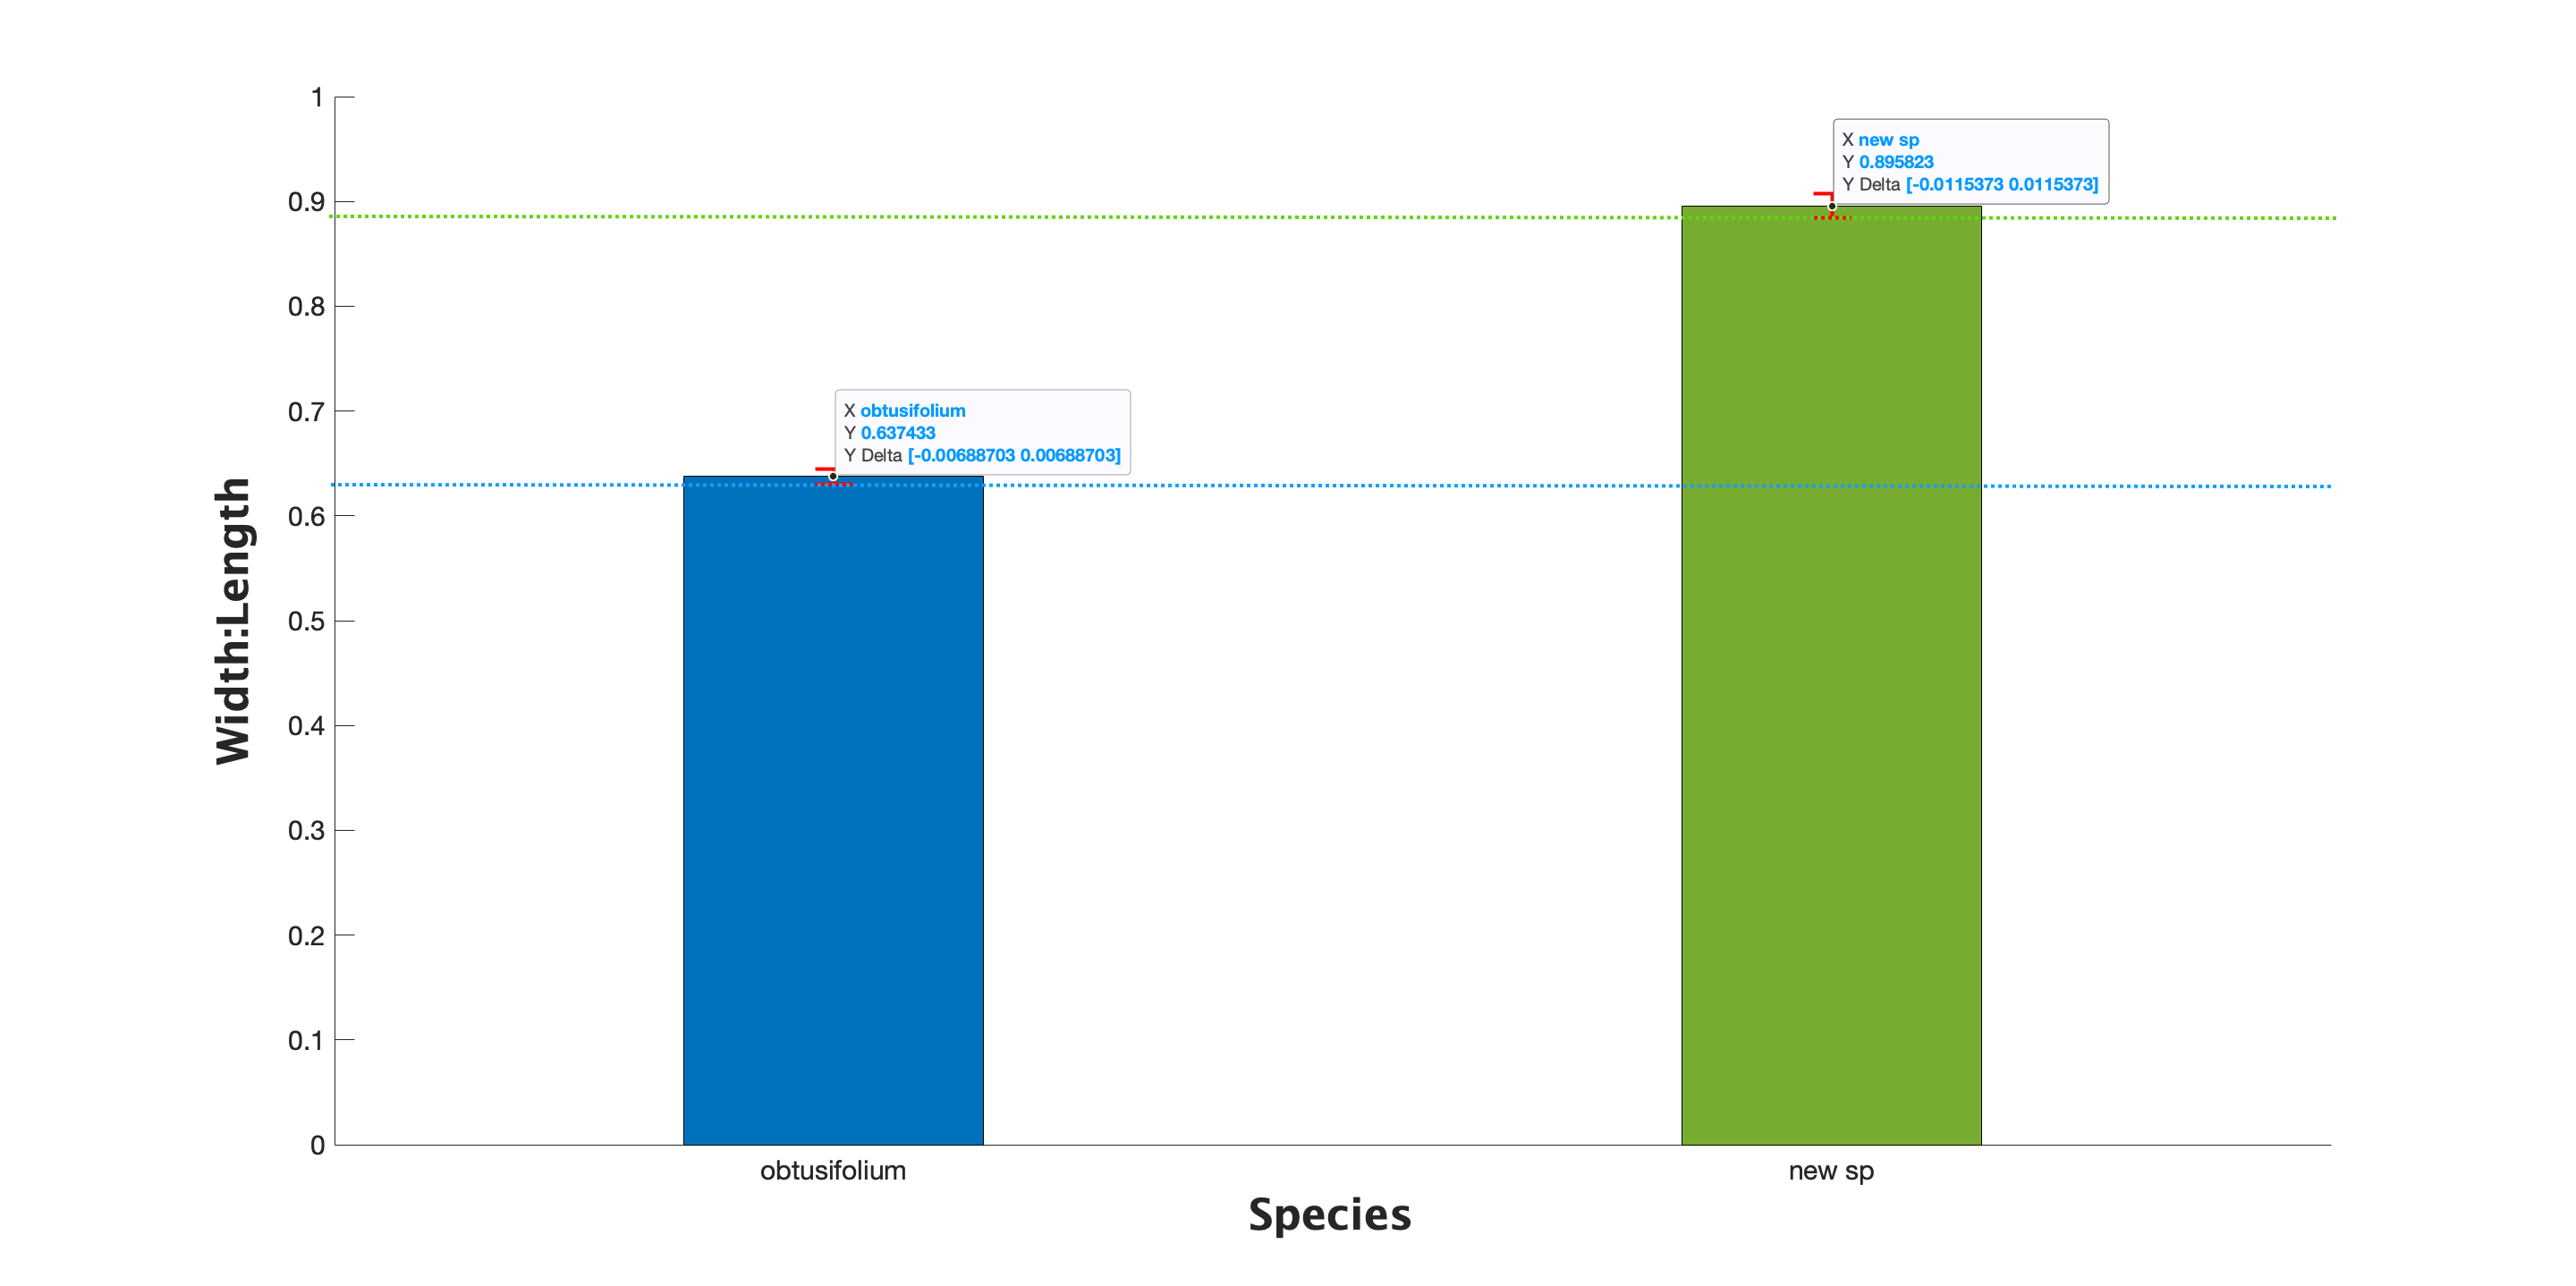 1
0.9
0.8
0.7
0.6
0.5
0.4
0.3
0.2
0.1
0
Width:Length
X new sp
Y 0.895823
Y Delta [-0.0115373 0.0115373]
X obtusifolium
Y 0.637433
Y Delta [-0.00688703 0.00688703]
obtusifolium
new sp
Species